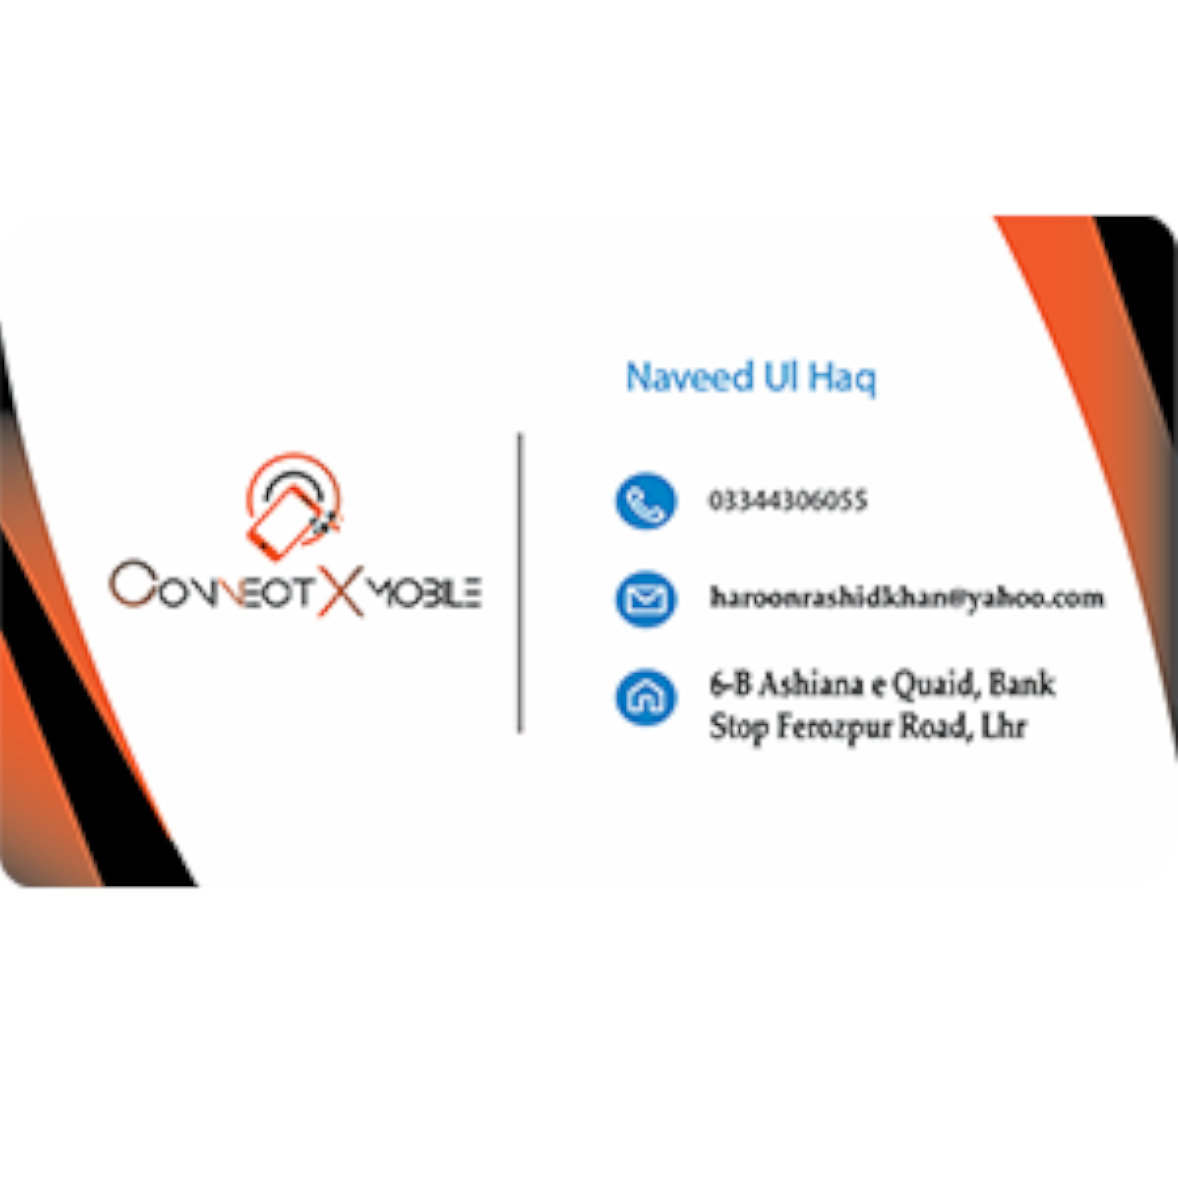 Naveed Ul Haq
CONNECT X MOBILE
03344306055
haroonrashidkhan@yahoo.com
6-B Ashiana e Quaid, Bank
Stop Ferozpur Road, Lhr